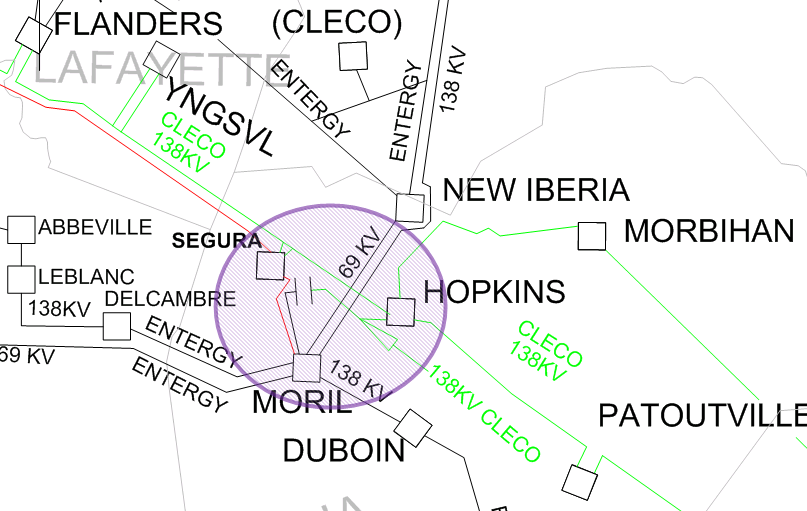 FLANDERS
(CLECO)
LAFAYETTE
ENTERGY
ENTERGY
138 KV
YNGSVL
CLECO
138KV
NEW IBERIA
ABBEVILLE
SEGURA
69 KV
MORBIHAN
LEBLANC
138KV
DELCAMBRE
HOPKINS
ENTERGY
69 KV
ENTERGY
CLECO
138KV
138 KV
138KV CLECO
MORIL
DUBOIN
PATOUTVILLE